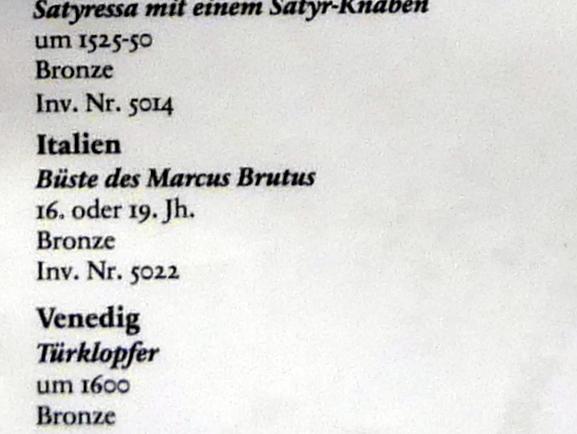 Satyressa mit einem Satyr-Knaben
um 1525-50
Bronze
Inv. Nr. 5014
Italien
Büste des Marcus Brutus
16. oder 19. Jh.
Bronze
Inv. Nr. 5022
Venedig
Türklopfer
um 1600
Bronze